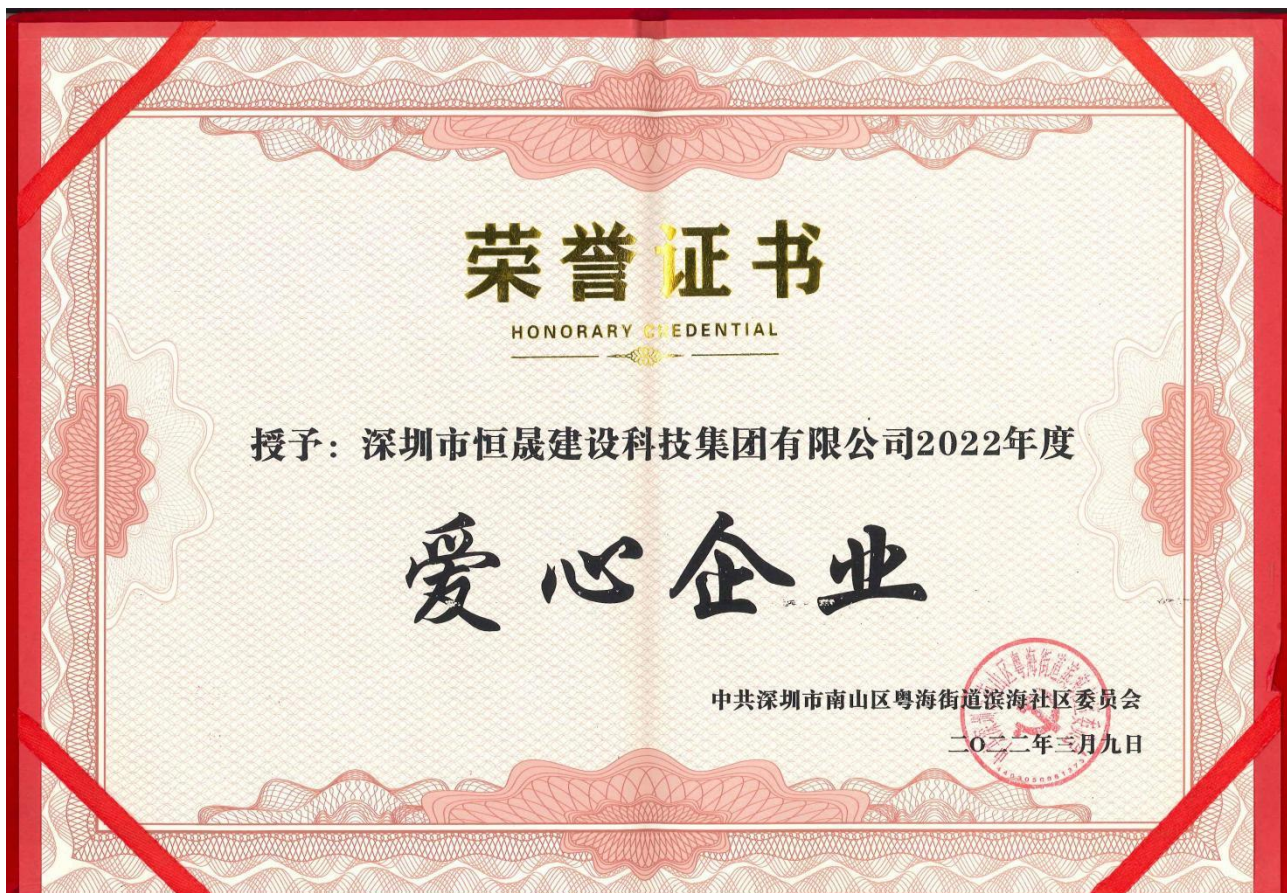 荣誉证书
HONORARY CREDENTIAL
授予：深圳市恒晟建设科技集团有限公司2022年度
爱心企业
中共深圳市南山区粤海街道滨海社区委员会
二〇二二年三月九日